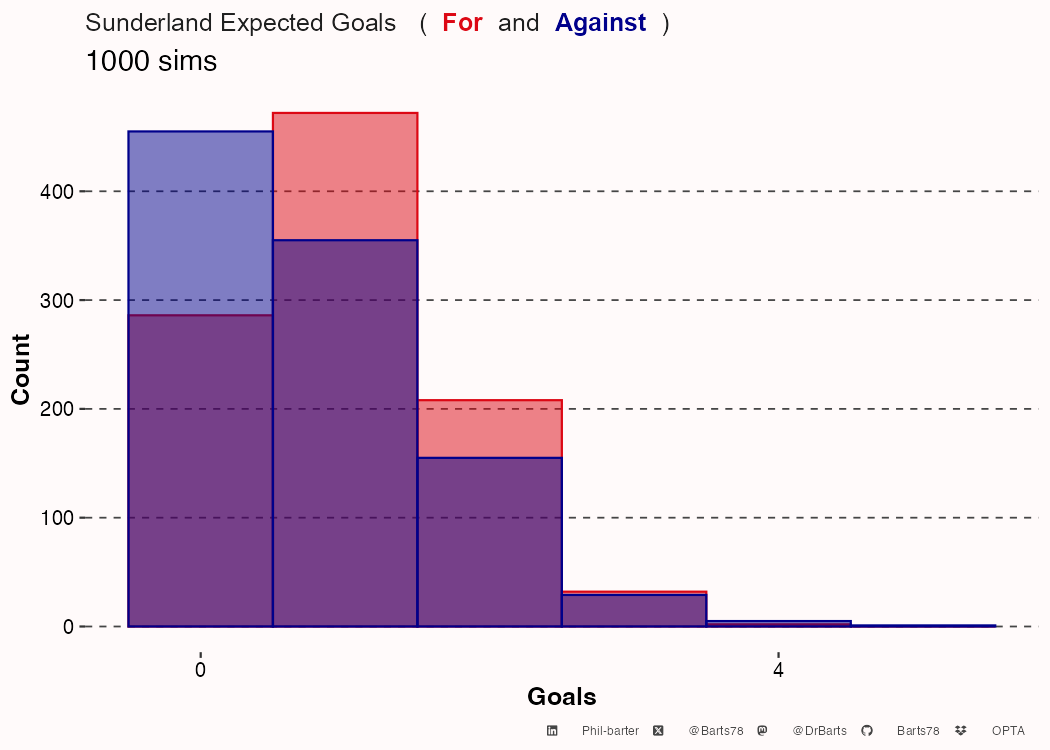 Sunderland Expected Goals ( For and Against )
1000 sims
400
300
200
100
0
Count
0 4
Goals
Phil-barter @Barts78 @DrBarts Barts78 OPTA